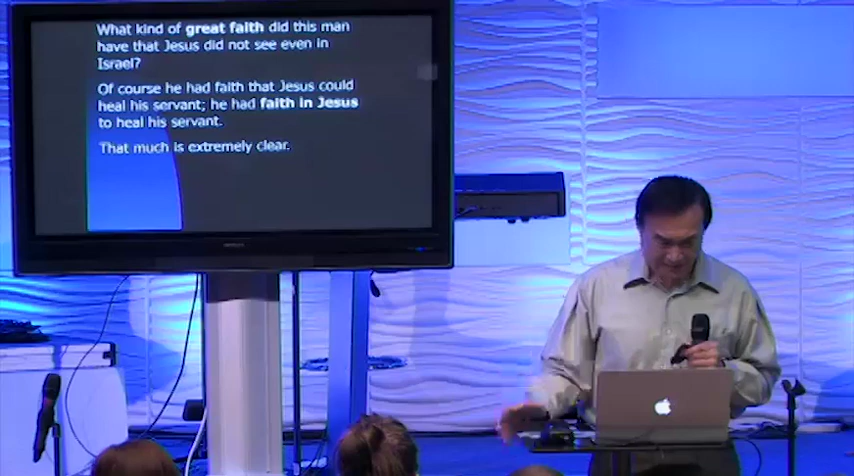 What kind of great faith did this man
have that Jesus did not see even in
Israel?
Of course he had faith that Jesus could
heal his servant; he had faith in Jesus
to heal his servant.
That much is extremely clear.